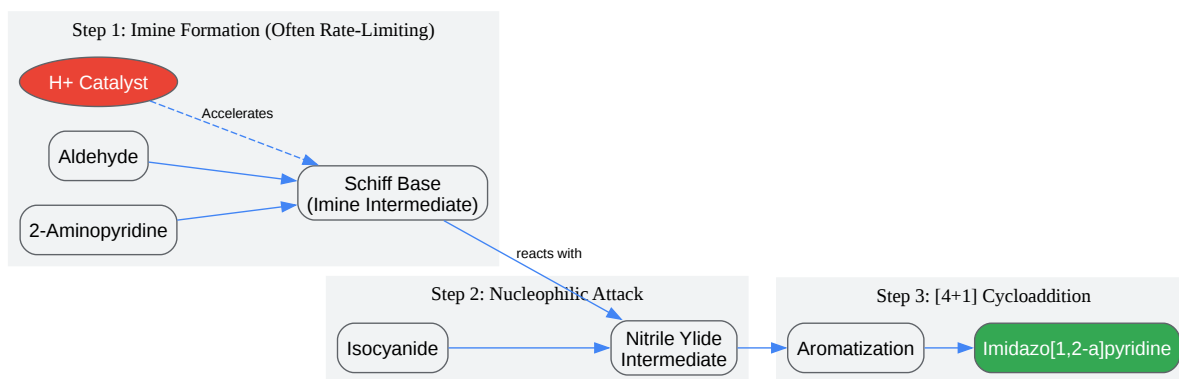 Step 1: Imine Formation (Often Rate-Limiting)
H+ Catalyst
Accelerates
Aldehyde
Schiff Base
(Imine Intermediate)
2-Aminopyridine
reacts with
Step 2: Nucleophilic Attack
Isocyanide
Nitrile Ylide
Intermediate
Step 3: [4+1] Cycloaddition
Aromatization
Imidazo[1,2-a]pyridine